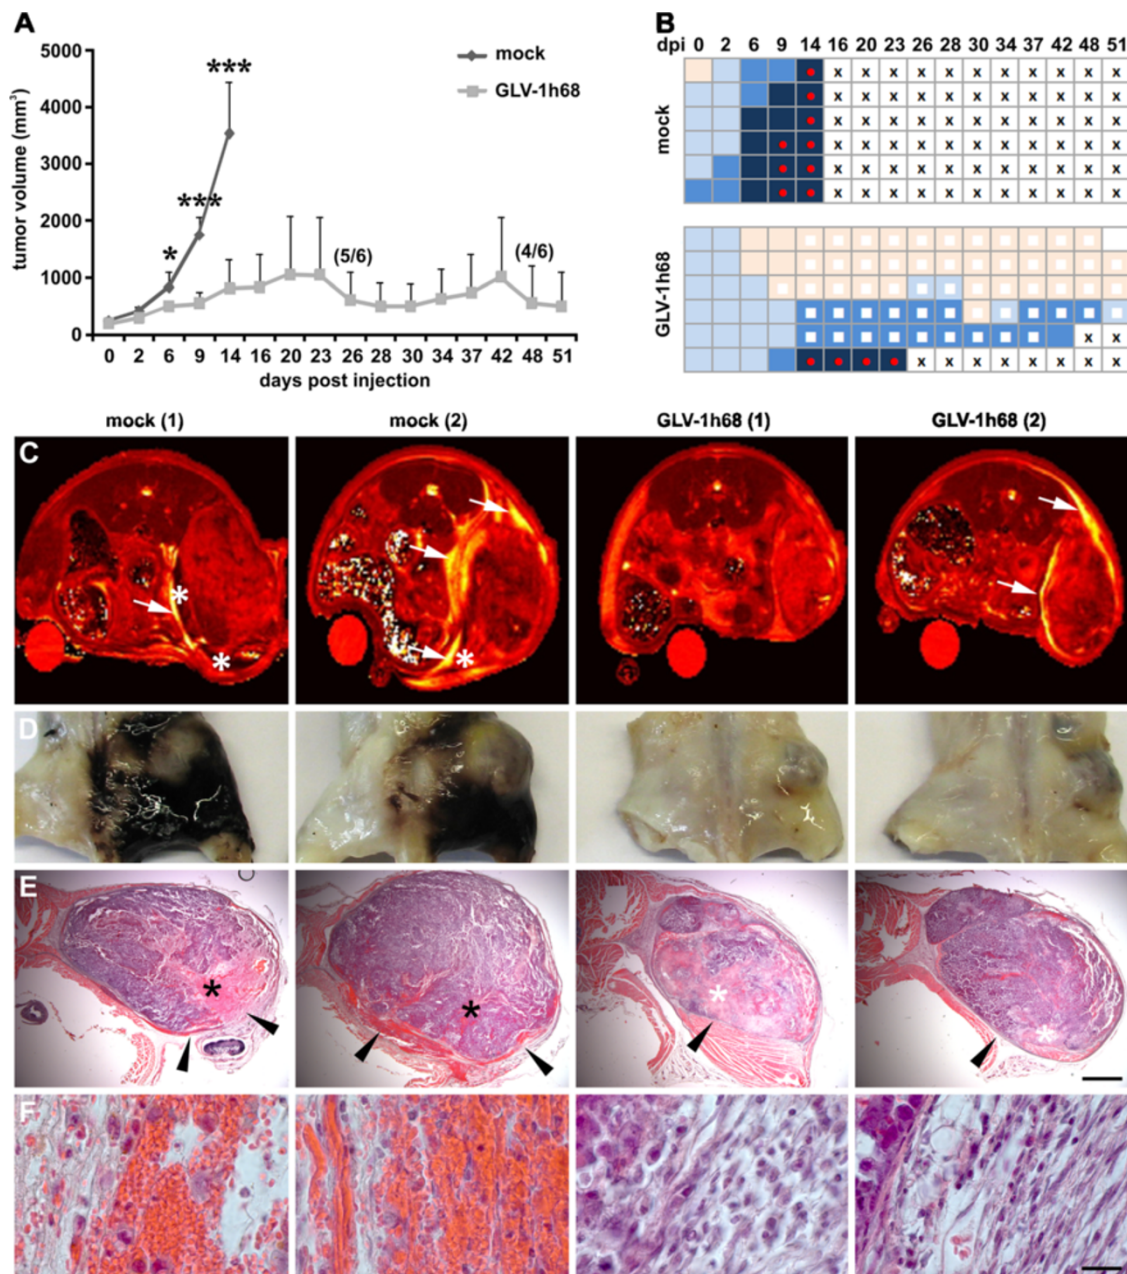 A
5000
4000
3000
2000
1000
0
tumor volume (mm³)
mock
GLV-1h68
*
***
***
(5/6)
(4/6)
0 2 6 9 14 16 20 23 26 28 30 34 37 42 48 51
days post injection
B
dpi 0 2 6 9 14 16 20 23 26 28 30 34 37 42 48 51
mock
x x x x x x x x x x x
x x x x x x x x x x x
x x x x x x x x x x x
x x x x x x x x x x x
x x x x x x x x x x x
x x x x x x x x x x x
GLV-1h68
x x
x x x x x x x x
mock (1) mock (2) GLV-1h68 (1) GLV-1h68 (2)
C
* *
*
D
E
* * * *
F